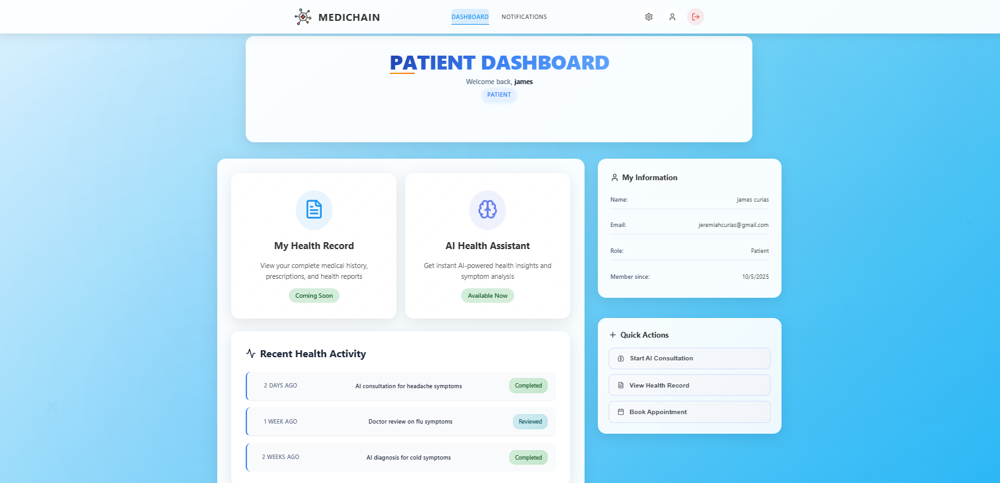 MEDICHAIN
DASHBOARD
NOTIFICATIONS
PATIENT DASHBOARD
Welcome back, james
PATIENT
My Health Record
View your complete medical history,
prescriptions, and health reports
Coming Soon
AI Health Assistant
Get instant AI-powered health insights and
symptom analysis
Available Now
Recent Health Activity
2 DAYS AGO AI consultation for headache symptoms Completed
1 WEEK AGO Doctor review on flu symptoms Reviewed
2 WEEKS AGO AI diagnosis for cold symptoms Completed
My Information
Name: james curias
Email: jeremiahcurias@gmail.com
Role: Patient
Member since: 10/5/2025
Quick Actions
Start AI Consultation
View Health Record
Book Appointment